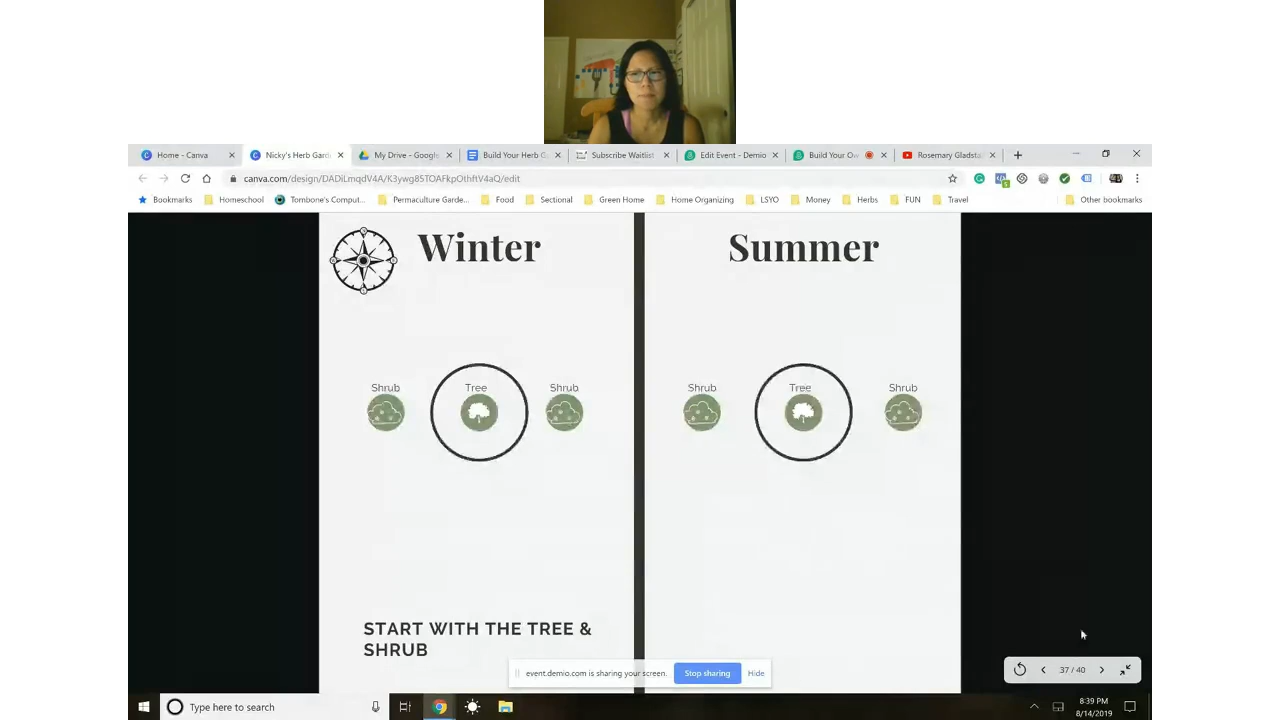 Home - Canva
Nicky's Herb Gard
My Drive - Google
Build Your Herb G
Subscribe Waitlist
Edit Event - Demio
Build Your Ow
Rosemary Gladsta
canva.com/design/DADiLmqdV4A/K3ywg85TOAFkpOthftV4aQ/edit
Bookmarks
Homeschool
Tombone's Comput...
Permaculture Garde...
Food
Sectional
Green Home
Home Organizing
LSYO
Money
Herbs
FUN
Travel
Other bookmarks
Winter
Summer
Shrub
Tree
Shrub
Shrub
Tree
Shrub
START WITH THE TREE &
SHRUB
event.demio.com is sharing your screen.
Stop sharing
Hide
37 / 40
Type here to search
8:39 PM
8/14/2019